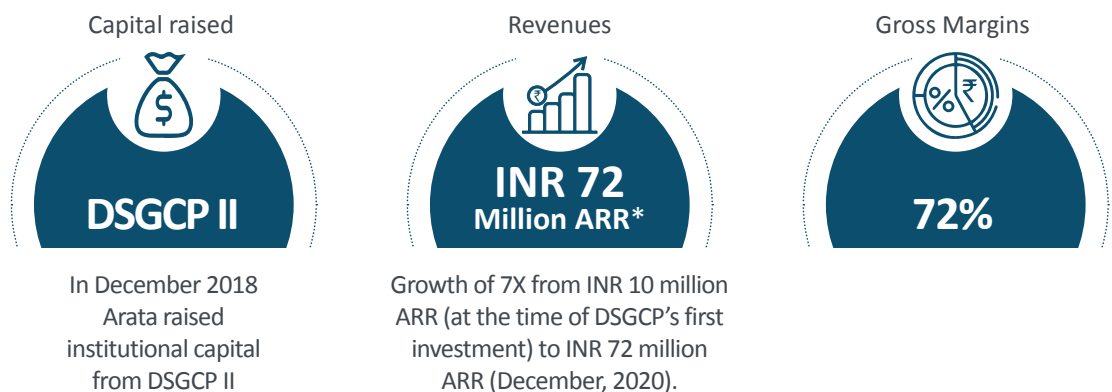 Capital raised
DSGCP II
In December 2018
Arata raised
institutional capital
from DSGCP II
Revenues
INR 72
Million ARR*
Growth of 7X from INR 10 million
ARR (at the time of DSGCP's first
investment) to INR 72 million
ARR (December, 2020).
Gross Margins
72%